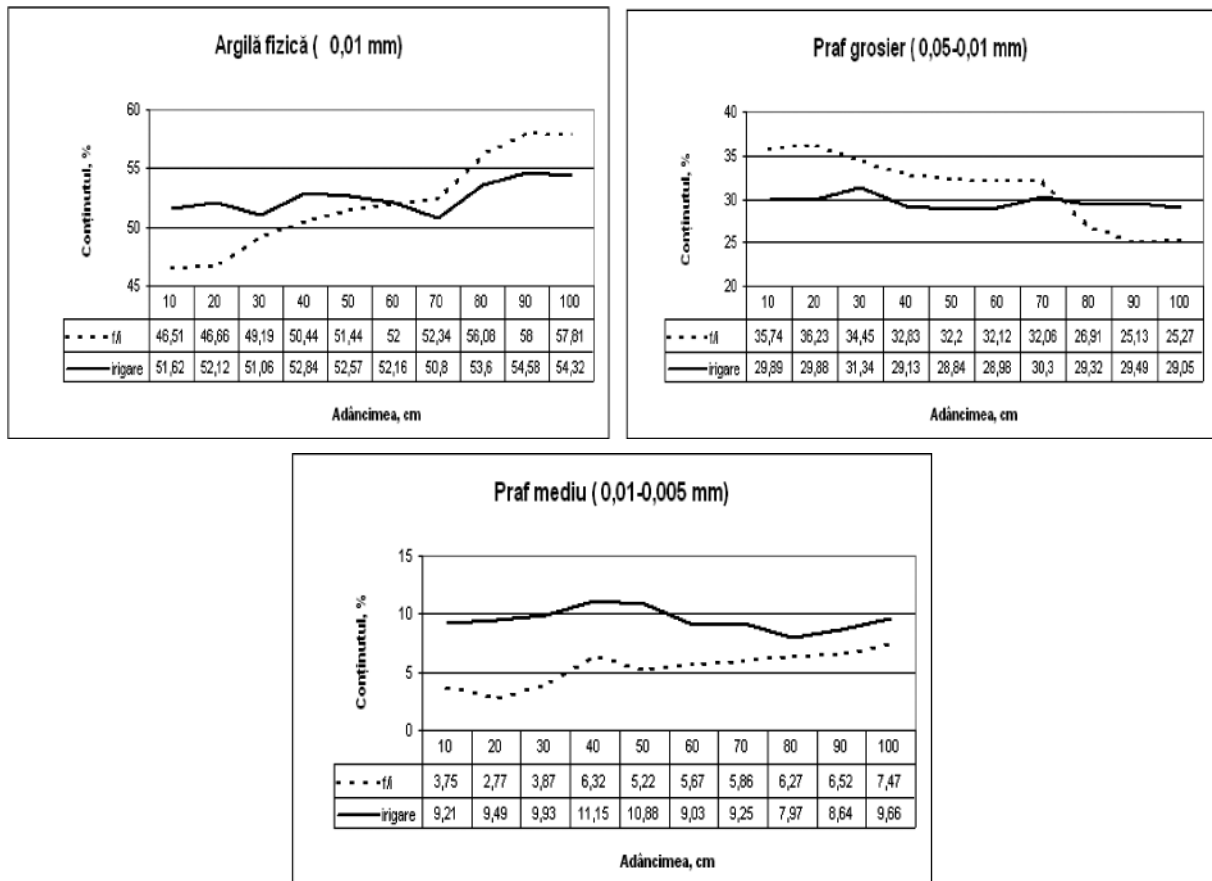 Argilă fizică ( 0,01 mm)
Conținutul, %
60
55
50
45
10 20 30 40 50 60 70 80 90 100
f/i 46,51 46,66 49,19 50,44 51,44 52 52,34 56,08 58 57,81
irigare 51,62 52,12 51,06 52,84 52,57 52,16 50,8 53,6 54,58 54,32
Adâncimea, cm
Praf grosier ( 0,05-0,01 mm)
Conținutul, %
40
35
30
25
20
10 20 30 40 50 60 70 80 90 100
f/i 35,74 36,23 34,45 32,83 32,2 32,12 32,06 26,91 25,13 25,27
irigare 29,89 29,88 31,34 29,13 28,84 28,98 30,3 29,32 29,49 29,05
Adâncimea, cm
Praf mediu ( 0,01-0,005 mm)
Conținutul, %
15
10
5
0
10 20 30 40 50 60 70 80 90 100
f/i 3,75 2,77 3,87 6,32 5,22 5,67 5,86 6,27 6,52 7,47
irigare 9,21 9,49 9,93 11,15 10,88 9,03 9,25 7,97 8,64 9,66
Adâncimea, cm